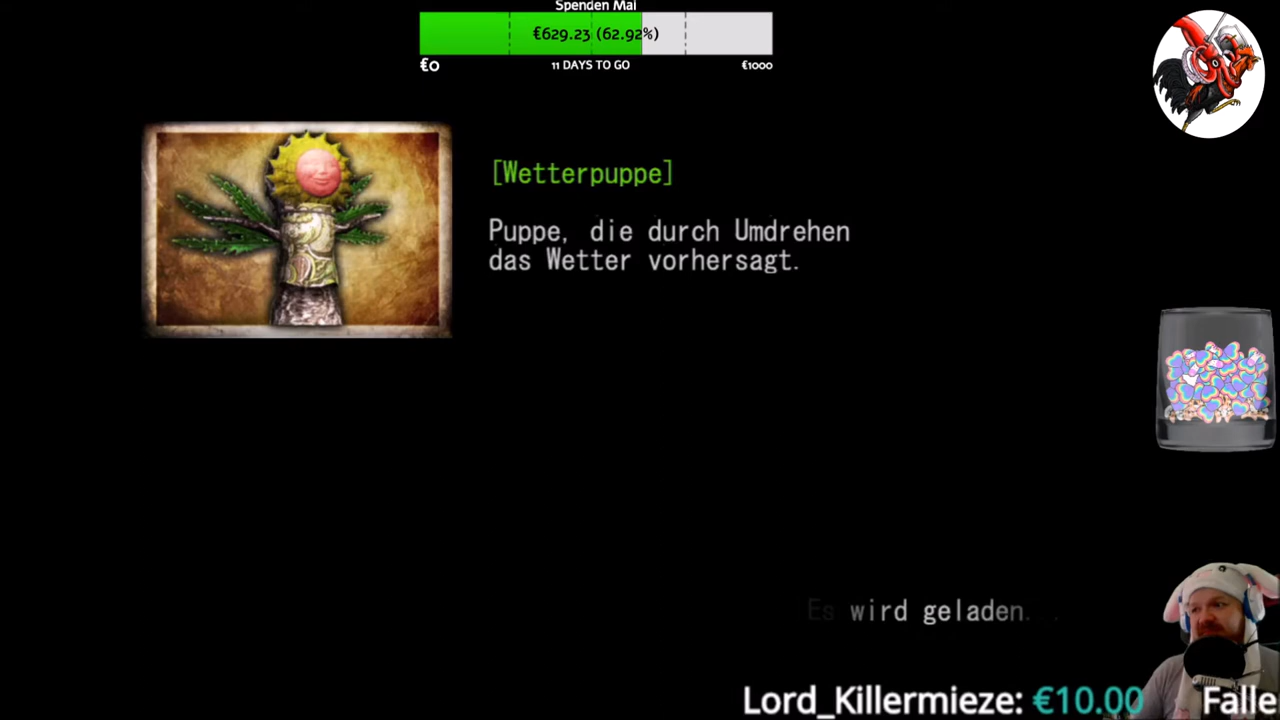 Spenden Mai
€629.23 (62.92%)
€0
11 DAYS TO GO
€1000
[Wetterpuppe]
Puppe, die durch Umdrehen
das Wetter vorhersagt.
Es wird geladen...
Lord_Killermieze: €10.00
Falle